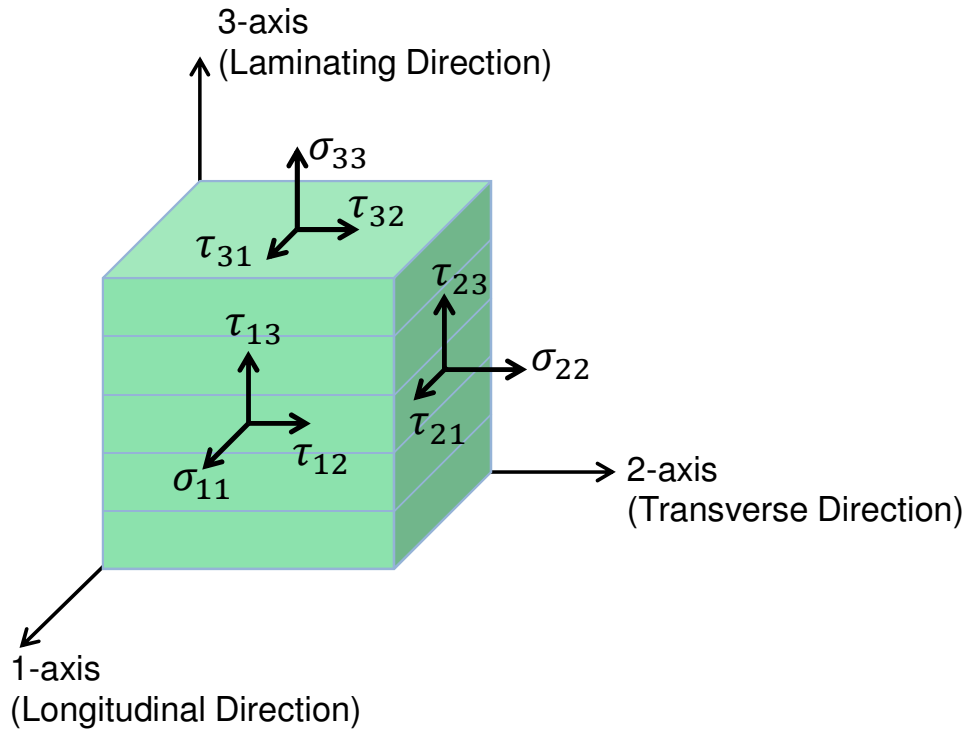 3-axis
(Laminating Direction)
σ₃₃
τ₃₂
τ₃₁
τ₂₃
τ₁₃
σ₂₂
τ₂₁
τ₁₂
σ₁₁
2-axis
(Transverse Direction)
1-axis
(Longitudinal Direction)